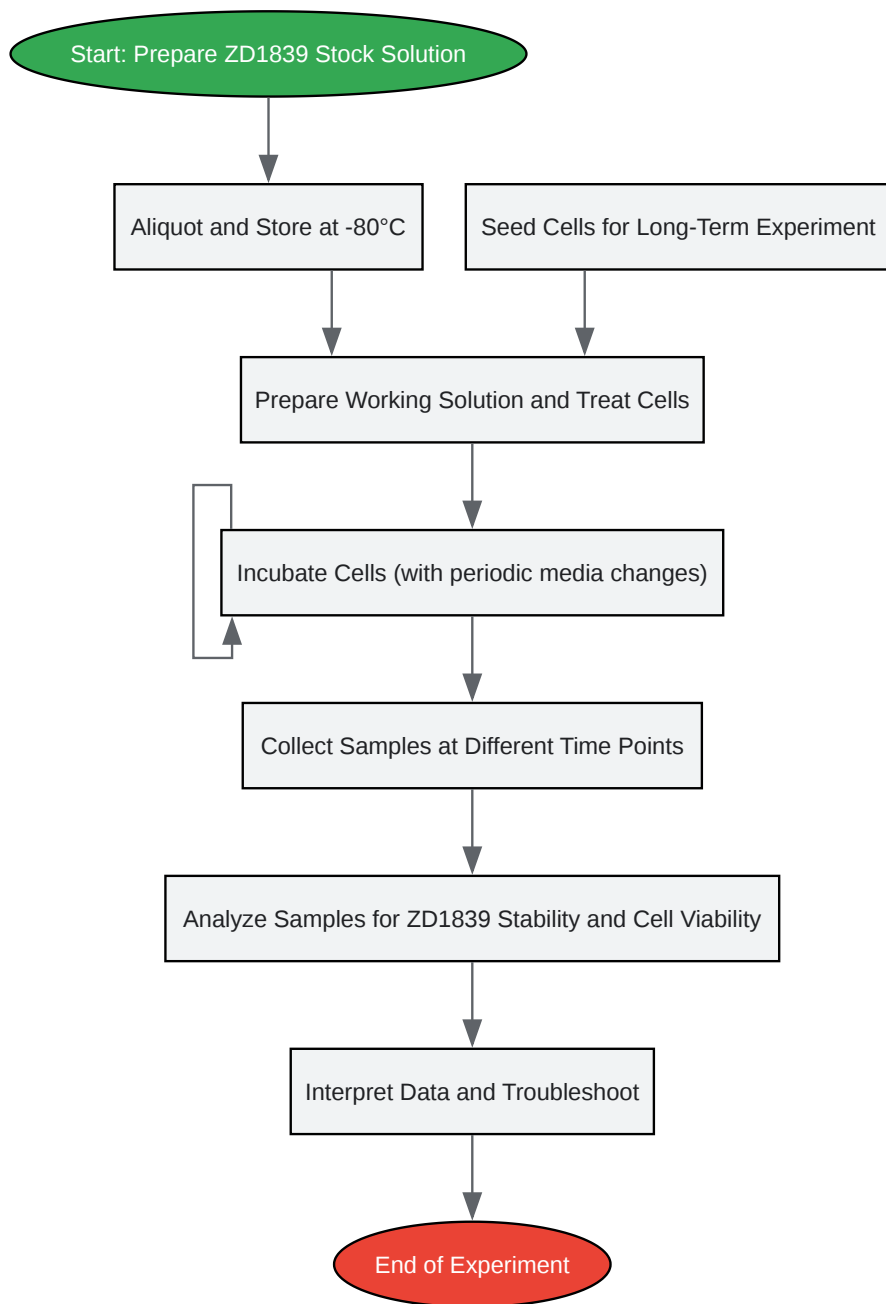 Start: Prepare ZD1839 Stock Solution
Aliquot and Store at -80°C
Seed Cells for Long-Term Experiment
Prepare Working Solution and Treat Cells
Incubate Cells (with periodic media changes)
Collect Samples at Different Time Points
Analyze Samples for ZD1839 Stability and Cell Viability
Interpret Data and Troubleshoot
End of Experiment